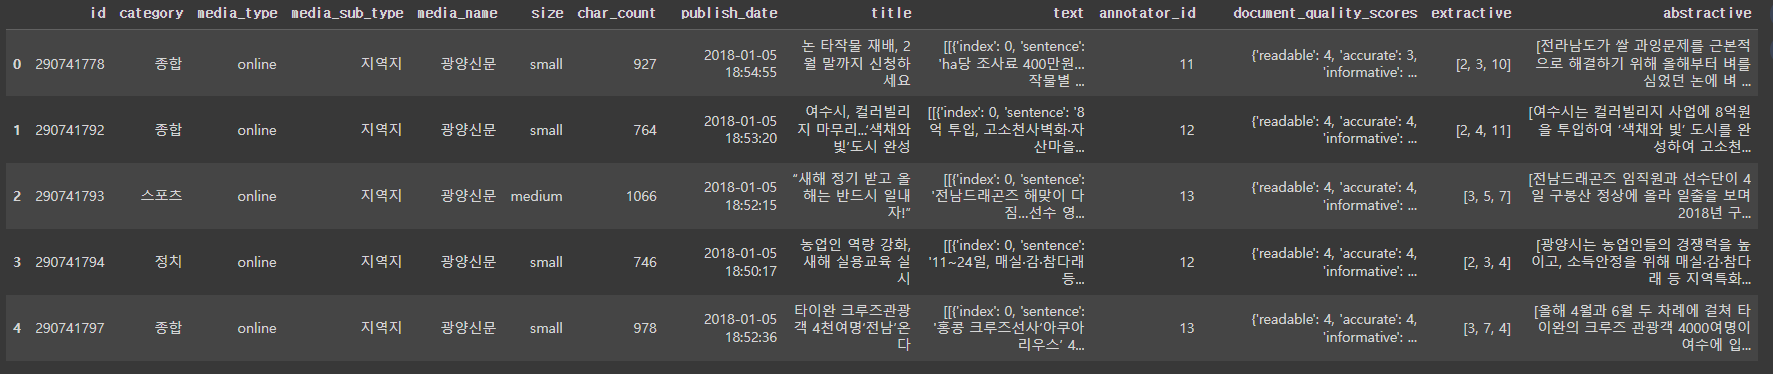 id category media_type media_sub_type media_name size char_count publish_date title text annotator_id document_quality_scores extractive abstractive
0 290741778 종합 online 지역지 광양신문 small 927 2018-01-05 18:54:55 논 타작물 재배, 2월 말까지 신청하세요 [[{'index': 0, 'sentence': 'ha당 조사료 400만원…작물별 ... 11 {'readable': 4, 'accurate': 3, 'informative': ... [2, 3, 10] [전라남도가 쌀 과잉문제를 근본적으로 해결하기 위해 올해부터 벼를 심었던 논에 벼 ...
1 290741792 종합 online 지역지 광양신문 small 764 2018-01-05 18:53:20 여수시, 컬러빌리지 마무리…‘색채와 빛’도시 완성 [[{'index': 0, 'sentence': '8억 투입, 고소천사벽화·자산마을... 12 {'readable': 4, 'accurate': 4, 'informative': ... [2, 4, 11] [여수시는 컬러빌리지 사업에 8억원을 투입하여 ‘색채와 빛’ 도시를 완성하여 고소천...
2 290741793 스포츠 online 지역지 광양신문 medium 1066 2018-01-05 18:52:15 “새해 정기 받고 올해는 반드시 일내자!” [[{'index': 0, 'sentence': '전남드래곤즈 해맞이 다짐…선수 영... 13 {'readable': 4, 'accurate': 4, 'informative': ... [3, 5, 7] [전남드래곤즈 임직원과 선수단이 4일 구봉산 정상에 올라 일출을 보며 2018년 구...
3 290741794 정치 online 지역지 광양신문 small 746 2018-01-05 18:50:17 농업인 역량 강화, 새해 실용교육 실시 [[{'index': 0, 'sentence': '11~24일, 매실·감·참다래 등... 12 {'readable': 4, 'accurate': 4, 'informative': ... [2, 3, 4] [광양시는 농업인들의 경쟁력을 높이고, 소득안정을 위해 매실·감·참다래 등 지역특화...
4 290741797 종합 online 지역지 광양신문 small 978 2018-01-05 18:52:36 타이완 크루즈관광객 4천여명‘전남’온다 [[{'index': 0, 'sentence': '홍콩 크루즈선사‘아쿠아리우스’ 4... 13 {'readable': 4, 'accurate': 4, 'informative': ... [3, 7, 4] [올해 4월과 6월 두 차례에 걸쳐 타이완의 크루즈 관광객 4000여명이 여수에 입...